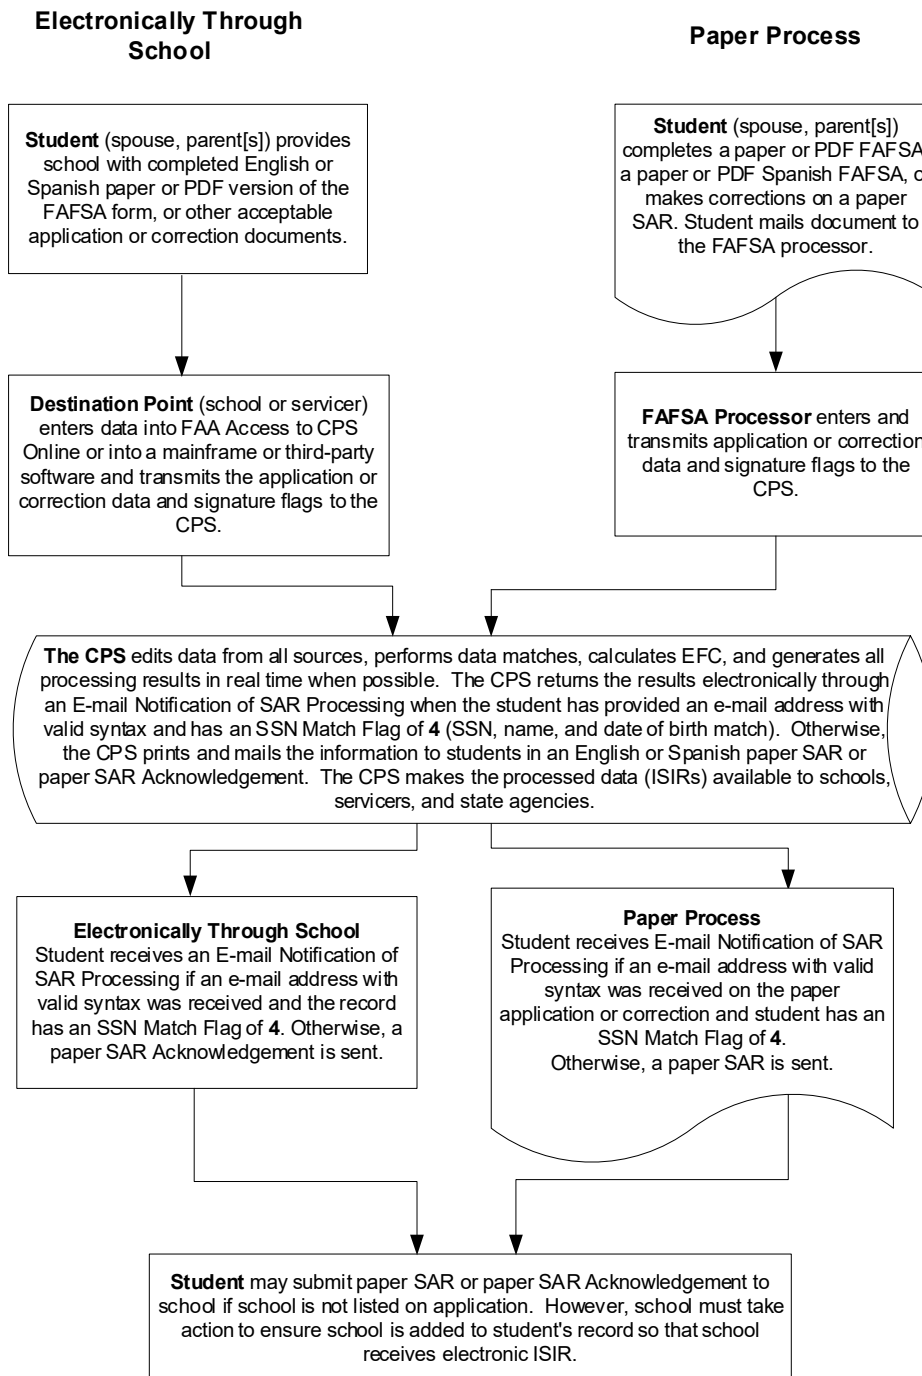 Electronically Through
School
Paper Process
Student (spouse, parent[s]) provides
school with completed English or
Spanish paper or PDF version of the
FAFSA form, or other acceptable
application or correction documents.
Student (spouse, parent[s])
completes a paper or PDF FAFSA
a paper or PDF Spanish FAFSA, o
makes corrections on a paper
SAR. Student mails document to
the FAFSA processor.
Destination Point (school or servicer)
enters data into FAA Access to CPS
Online or into a mainframe or third-party
software and transmits the application or
correction data and signature flags to the
CPS.
FAFSA Processor enters and
transmits application or correction
data and signature flags to the
CPS.
The CPS edits data from all sources, performs data matches, calculates EFC, and generates all
processing results in real time when possible. The CPS returns the results electronically through
an E-mail Notification of SAR Processing when the student has provided an e-mail address with
valid syntax and has an SSN Match Flag of 4 (SSN, name, and date of birth match). Otherwise,
the CPS prints and mails the information to students in an English or Spanish paper SAR or
paper SAR Acknowledgement. The CPS makes the processed data (ISIRs) available to schools,
servicers, and state agencies.
Electronically Through School
Student receives an E-mail Notification of
SAR Processing if an e-mail address with
valid syntax was received and the record
has an SSN Match Flag of 4. Otherwise, a
paper SAR Acknowledgement is sent.
Paper Process
Student receives E-mail Notification of SAR
Processing if an e-mail address with valid
syntax was received on the paper
application or correction and student has an
SSN Match Flag of 4.
Otherwise, a paper SAR is sent.
Student may submit paper SAR or paper SAR Acknowledgement to
school if school is not listed on application. However, school must take
action to ensure school is added to student's record so that school
receives electronic ISIR.